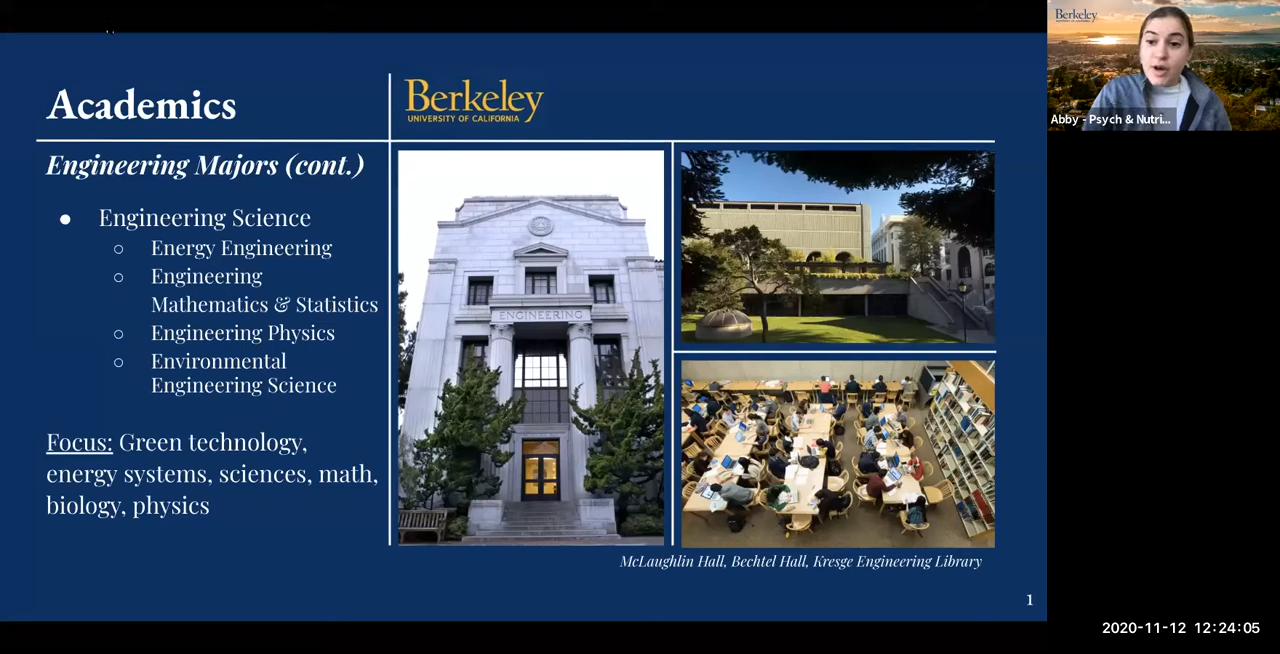 Academics
Berkeley
UNIVERSITY OF CALIFORNIA
Engineering Majors (cont.)
● Engineering Science
○ Energy Engineering
○ Engineering
Mathematics & Statistics
○ Engineering Physics
○ Environmental
Engineering Science
Focus: Green technology,
energy systems, sciences, math,
biology, physics
ENGINEERING
McLaughlin Hall, Bechtel Hall, Kresge Engineering Library
1
Berkeley
Abby - Psych & Nutri...
2020-11-12 12:24:05